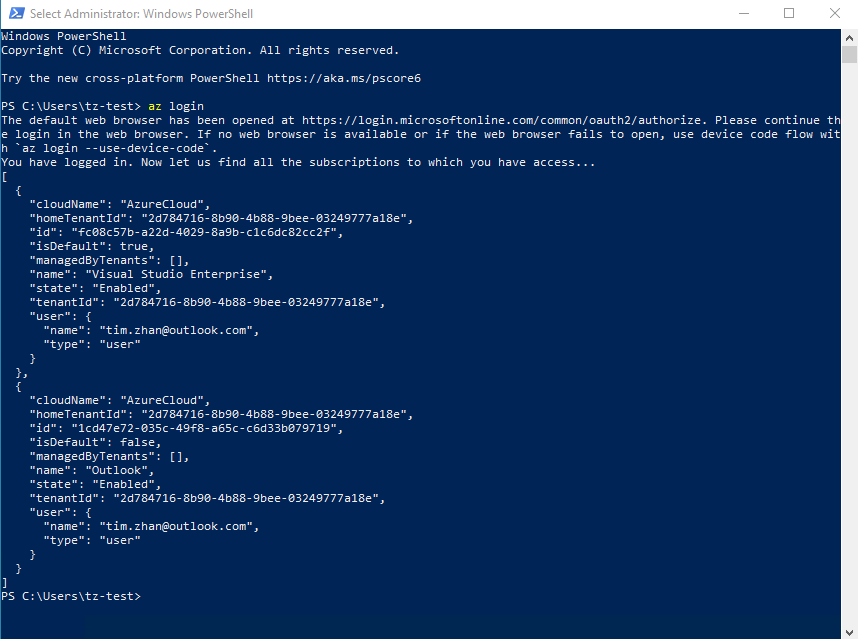 Select Administrator: Windows PowerShell
Windows PowerShell
Copyright (C) Microsoft Corporation. All rights reserved.
Try the new cross-platform PowerShell https://aka.ms/pscore6
PS C:\Users\tz-test> az login
The default web browser has been opened at https://login.microsoftonline.com/common/oauth2/authorize. Please continue th
e login in the web browser. If no web browser is available or if the web browser fails to open, use device code flow wit
h `az login --use-device-code`.
You have logged in. Now let us find all the subscriptions to which you have access...
[
  {
    "cloudName": "AzureCloud",
    "homeTenantId": "2d784716-8b90-4b88-9bee-03249777a18e",
    "id": "fc08c57b-a22d-4029-8a9b-c1c6dc82cc2f",
    "isDefault": true,
    "managedByTenants": [],
    "name": "Visual Studio Enterprise",
    "state": "Enabled",
    "tenantId": "2d784716-8b90-4b88-9bee-03249777a18e",
    "user": {
      "name": "tim.zhan@outlook.com",
      "type": "user"
    }
  },
  {
    "cloudName": "AzureCloud",
    "homeTenantId": "2d784716-8b90-4b88-9bee-03249777a18e",
    "id": "1cd47e72-035c-49f8-a65c-c6d33b079719",
    "isDefault": false,
    "managedByTenants": [],
    "name": "Outlook",
    "state": "Enabled",
    "tenantId": "2d784716-8b90-4b88-9bee-03249777a18e",
    "user": {
      "name": "tim.zhan@outlook.com",
      "type": "user"
    }
  }
]
PS C:\Users\tz-test>